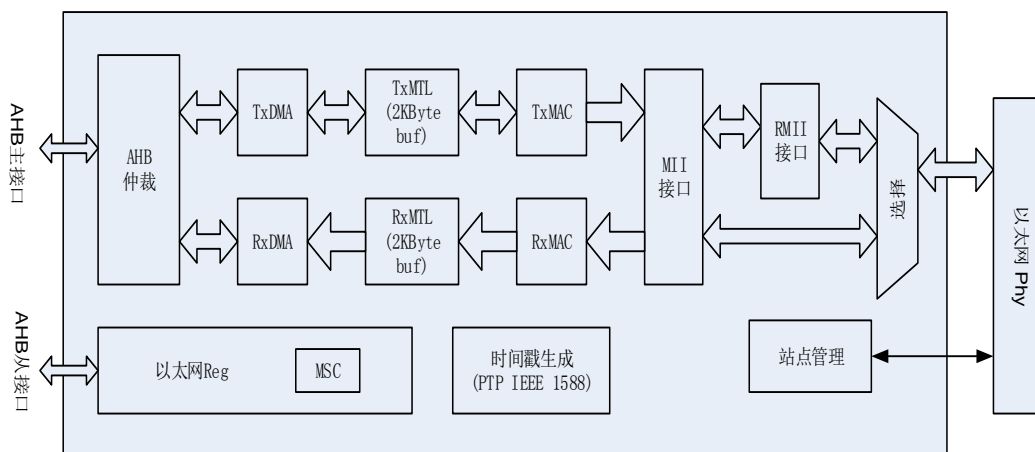 AHB主接口
AHB
仲裁
TxDMA
TxMTL
(2KByte
buf)
TxMAC
MII
接口
RMII
接口
选择
以太网 Phy
RxDMA
RxMTL
(2KByte
buf)
RxMAC
AHB从接口
以太网Reg
MSC
时间戳生成
(PTP IEEE 1588)
站点管理